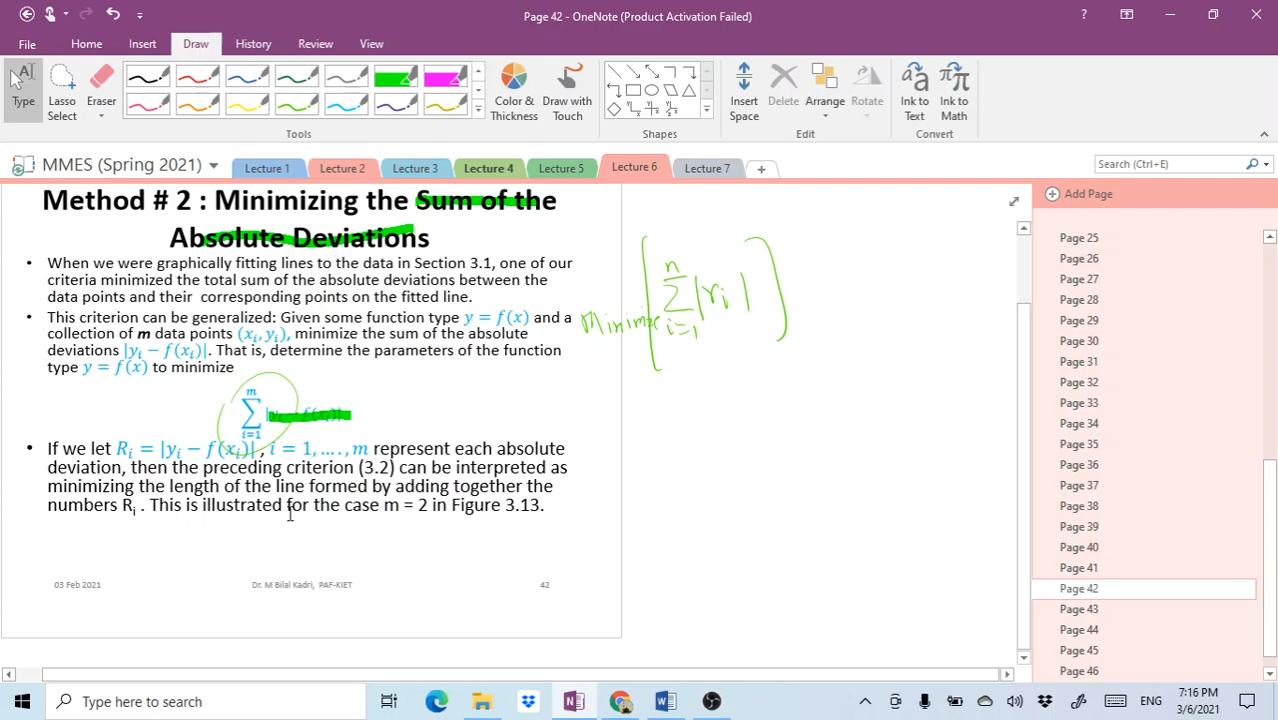 Page 42 - OneNote (Product Activation Failed)
File Home Insert Draw History Review View
Type Lasso Select Eraser Color & Thickness Draw with Touch Insert Space Delete Arrange Rotate Ink to Text Ink to Math
Tools Shapes Edit Convert
MMES (Spring 2021) Lecture 1 Lecture 2 Lecture 3 Lecture 4 Lecture 5 Lecture 6 Lecture 7 Search (Ctrl+E)
Method # 2 : Minimizing the Sum of the
Absolute Deviations
• When we were graphically fitting lines to the data in Section 3.1, one of our
criteria minimized the total sum of the absolute deviations between the
data points and their corresponding points on the fitted line.
• This criterion can be generalized: Given some function type y = f(x) and a
collection of m data points (xᵢ, yᵢ), minimize the sum of the absolute
deviations |yᵢ − f(xᵢ)|. That is, determine the parameters of the function
type y = f(x) to minimize
m
∑ |yᵢ − f(xᵢ)|
i=1
• If we let Rᵢ = |yᵢ − f(xᵢ)| , i = 1, …. , m represent each absolute
deviation, then the preceding criterion (3.2) can be interpreted as
minimizing the length of the line formed by adding together the
numbers Rᵢ . This is illustrated for the case m = 2 in Figure 3.13.
03 Feb 2021 Dr. M Bilal Kadri, PAF-KIET 42
n
Minimize ∑ |rᵢ|
i=1
Add Page
Page 25
Page 26
Page 27
Page 28
Page 29
Page 30
Page 31
Page 32
Page 33
Page 34
Page 35
Page 36
Page 37
Page 38
Page 39
Page 40
Page 41
Page 42
Page 43
Page 44
Page 45
Page 46
Type here to search
ENG
7:16 PM
3/6/2021